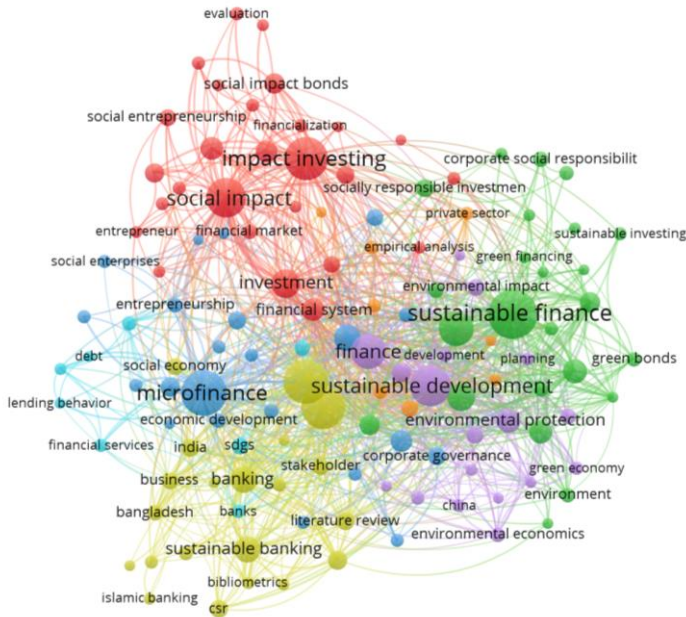 evaluation
social impact bonds
social entrepreneurship
financialization
impact investing
corporate social responsibilit
socially responsible investmen
social impact
private sector
entrepreneur
financial market
sustainable investing
empirical analysis
green financing
social enterprises
investment
environmental impact
entrepreneurship
financial system
sustainable finance
debt
finance
development
planning
green bonds
social economy
microfinance
sustainable development
lending behavior
economic development
environmental protection
financial services
india
sdgs
stakeholder
corporate governance
green economy
business
banking
environment
bangladesh
banks
literature review
china
sustainable banking
environmental economics
bibliometrics
islamic banking
csr